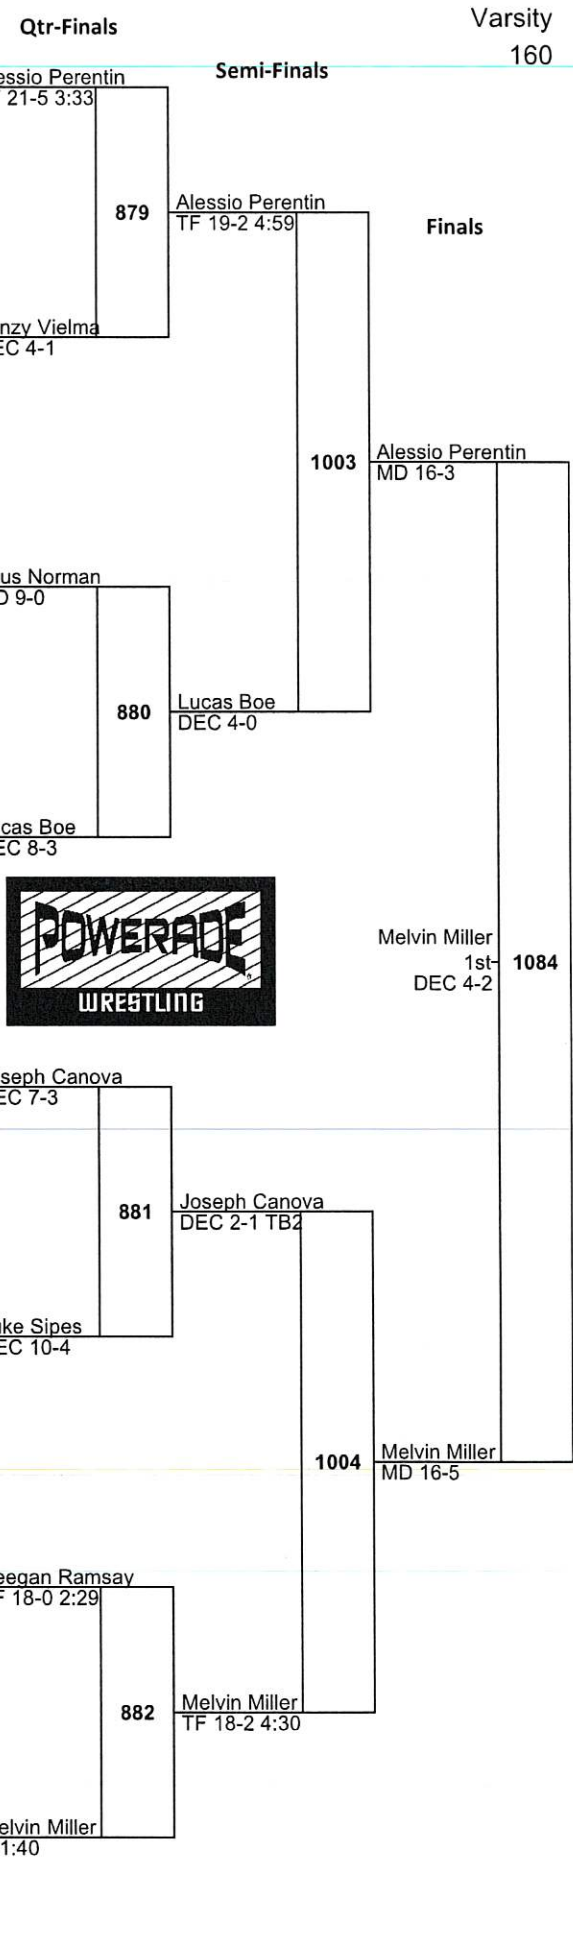 Qtr-Finals
Varsity
160
Semi-Finals
essio Perentin
21-5 3:33
879
Alessio Perentin
TF 19-2 4:59
Finals
nzy Vielma
EC 4-1
1003
Alessio Perentin
MD 16-3
us Norman
D 9-0
880
Lucas Boe
DEC 4-0
cas Boe
EC 8-3
POWERADE
WRESTLING
Melvin Miller
1st
DEC 4-2
1084
seph Canova
EC 7-3
881
Joseph Canova
DEC 2-1 TB2
ke Sipes
EC 10-4
1004
Melvin Miller
MD 16-5
eegan Ramsay
F 18-0 2:29
882
Melvin Miller
TF 18-2 4:30
elvin Miller
1:40